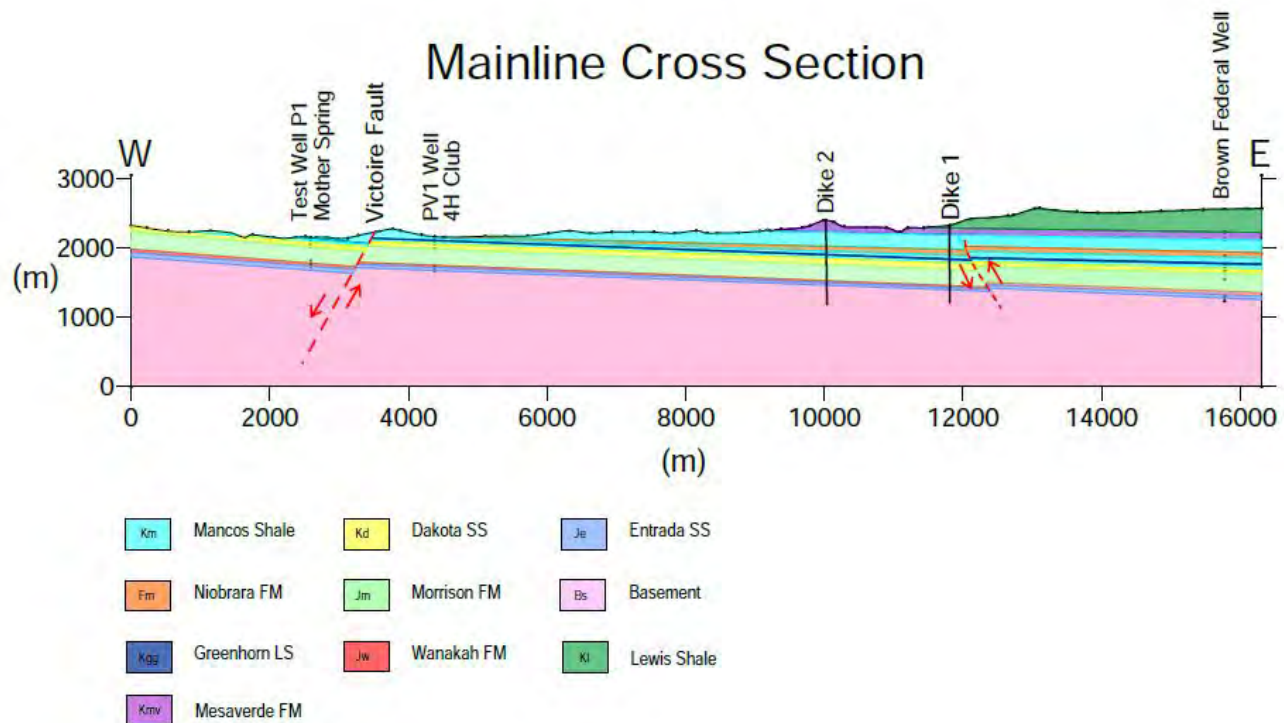 Mainline Cross Section
W
Test Well P1
Mother Spring
Victoire Fault
PV1 Well
4H Club
Dike 2
Dike 1
Brown Federal Well
E
3000
2000
(m)
1000
0
0 2000 4000 6000 8000 10000 12000 14000 16000
(m)
Km Mancos Shale
Kd Dakota SS
Je Entrada SS
Fm Niobrara FM
Jm Morrison FM
Bs Basement
Kgg Greenhorn LS
Jw Wanakah FM
Kl Lewis Shale
Kmv Mesaverde FM